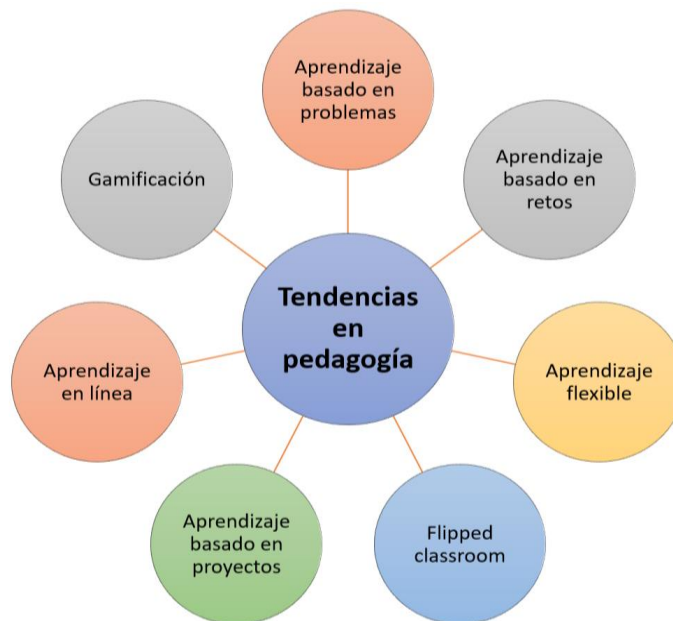 Aprendizaje
basado en
problemas
Gamificación
Aprendizaje
basado en
retos
Tendencias
en
pedagogía
Aprendizaje
en línea
Aprendizaje
flexible
Aprendizaje
basado en
proyectos
Flipped
classroom